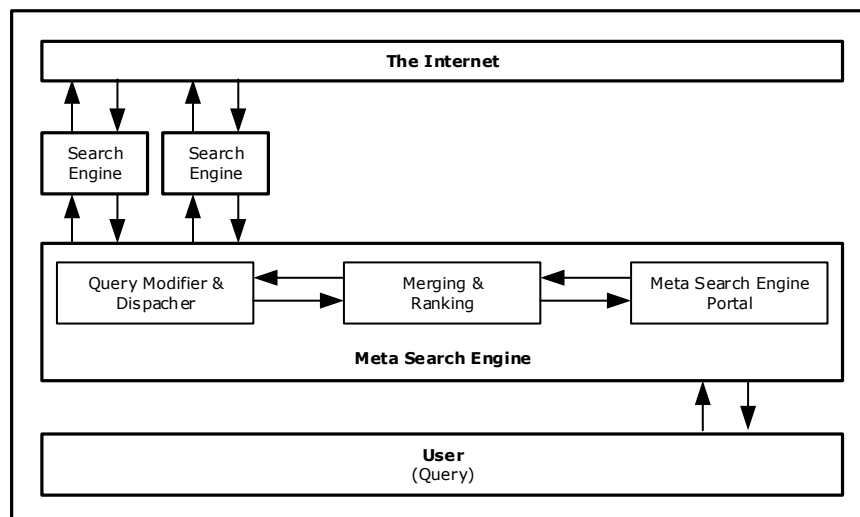 The Internet
Search
Engine
Search
Engine
Query Modifier &
Dispacher
Merging &
Ranking
Meta Search Engine
Portal
Meta Search Engine
User
(Query)